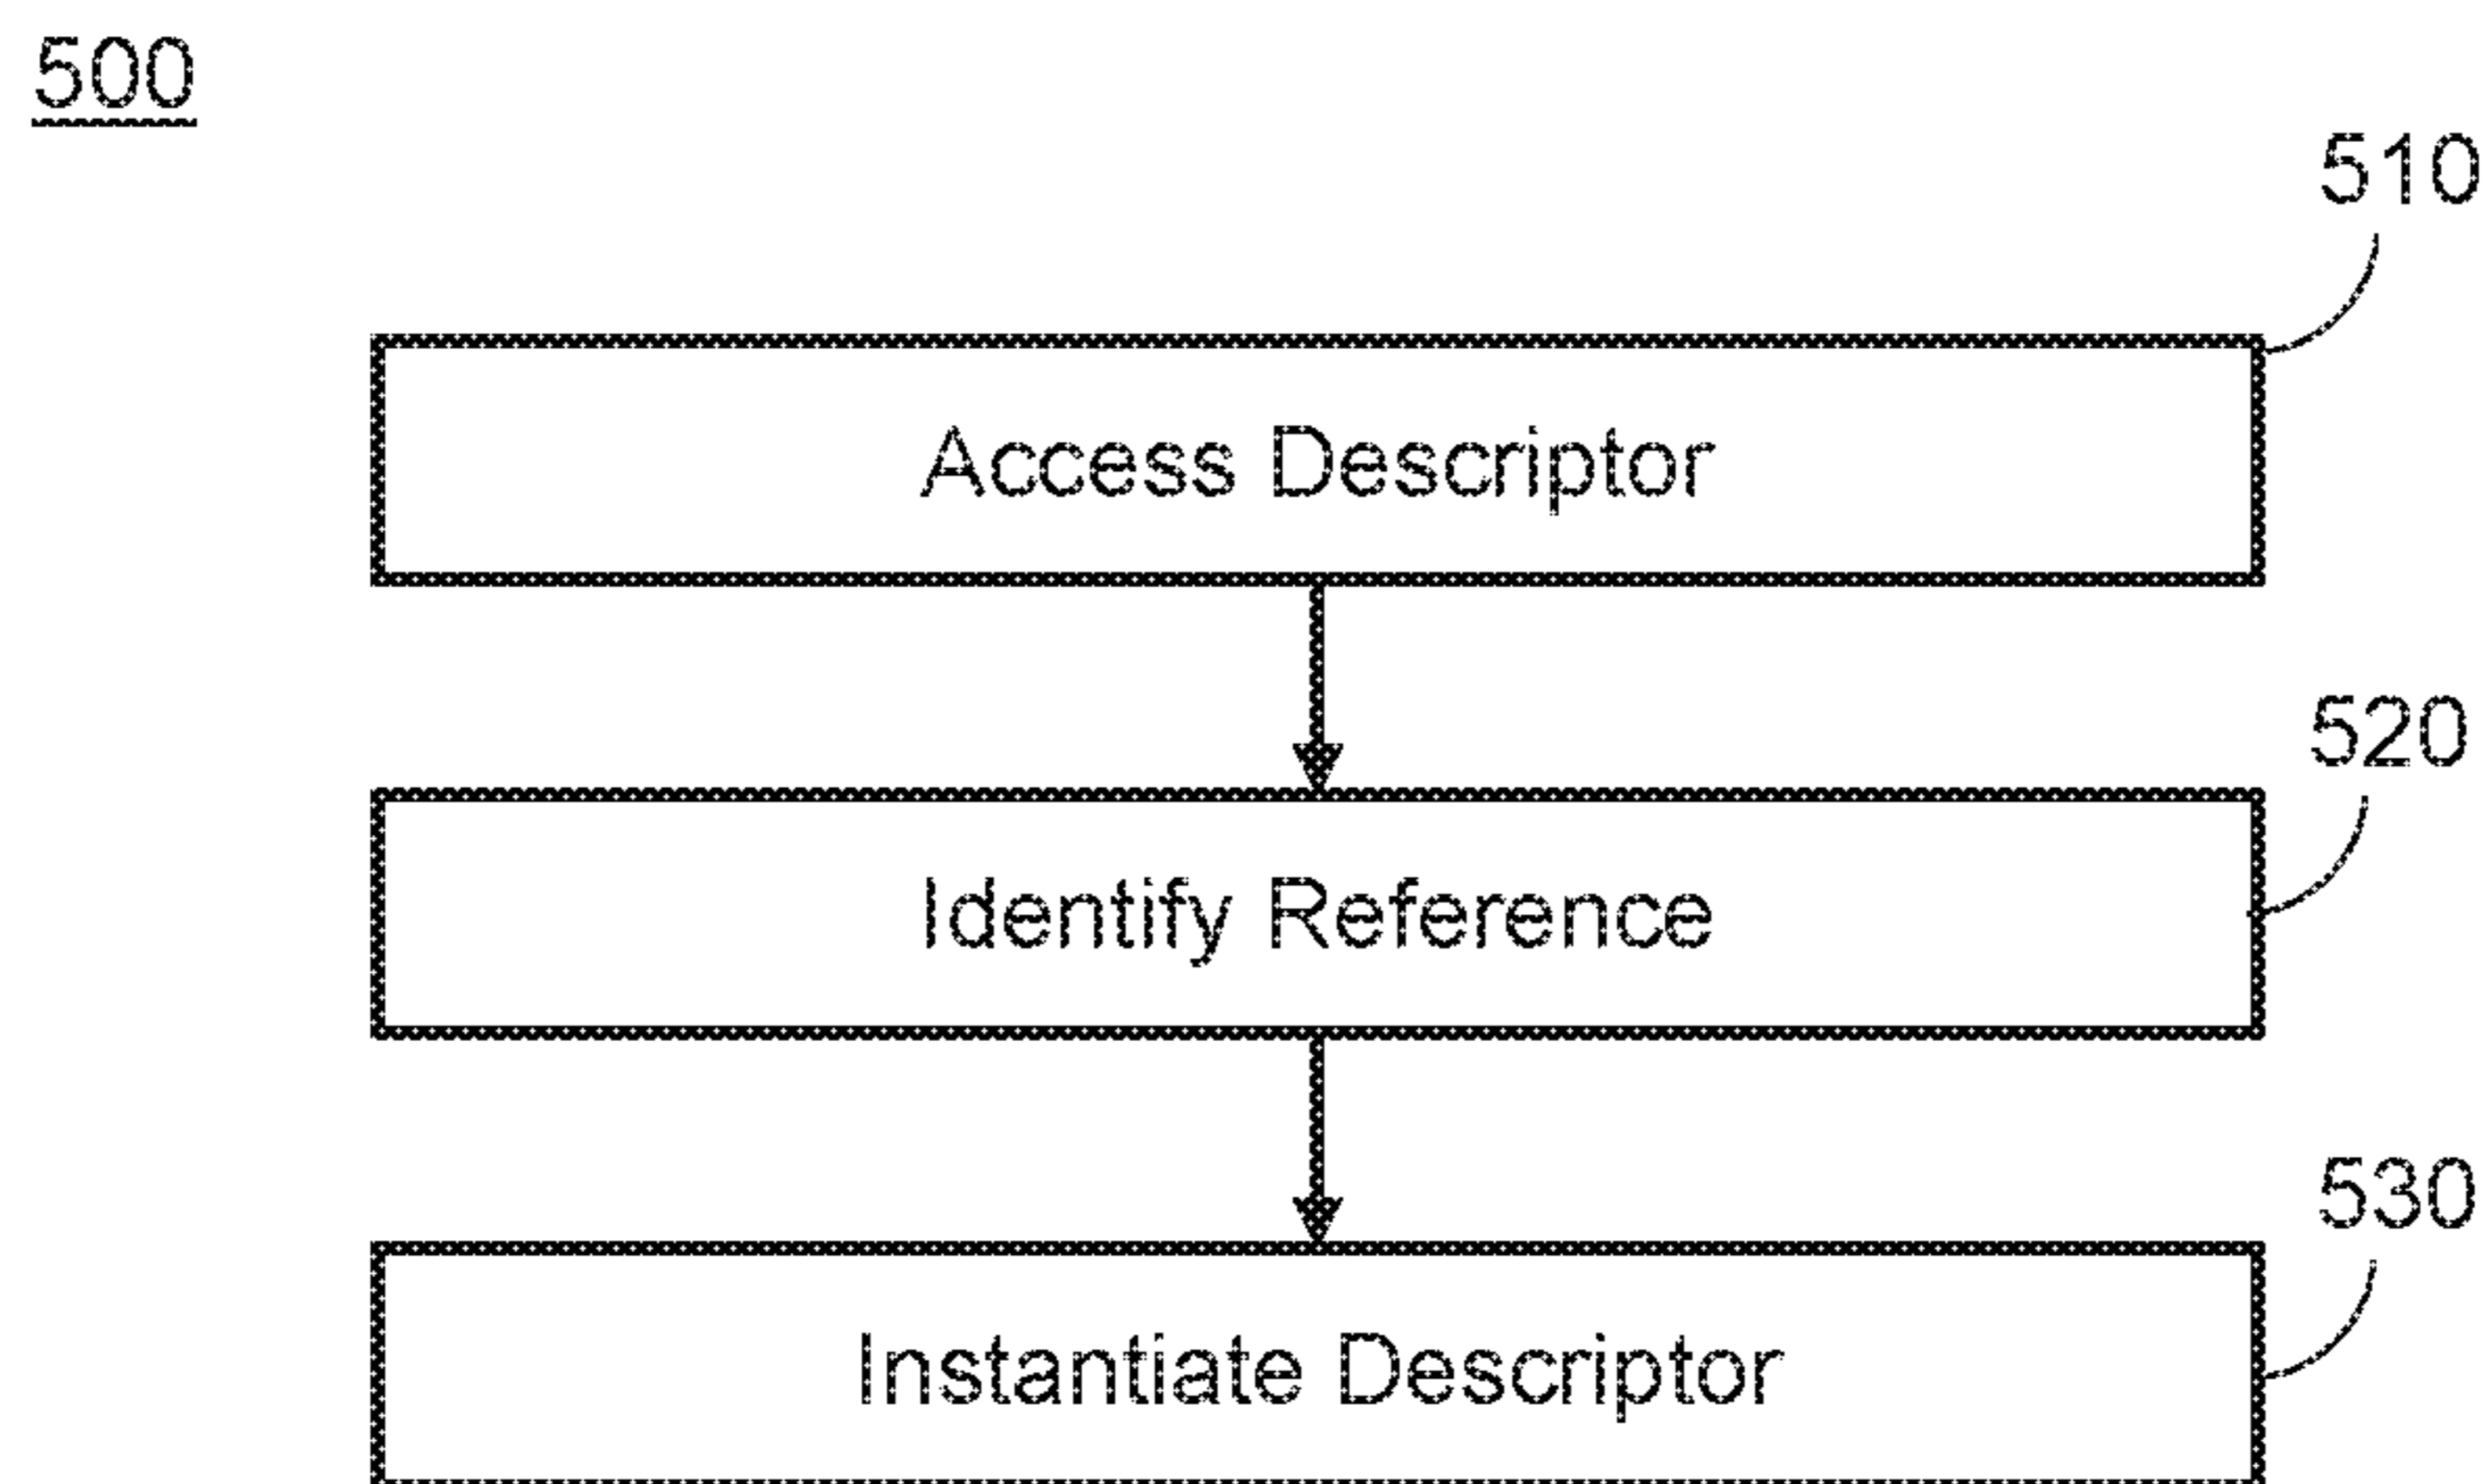 500
510
Access Descriptor
520
Identify Reference
530
Instantiate Descriptor